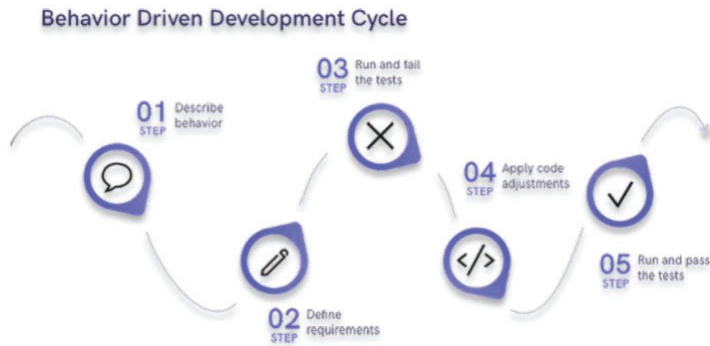 Behavior Driven Development Cycle
01
STEP
Describe
behavior
02
STEP
Define
requirements
03
STEP
Run and fail
the tests
04
STEP
Apply code
adjustments
05
STEP
Run and pass
the tests